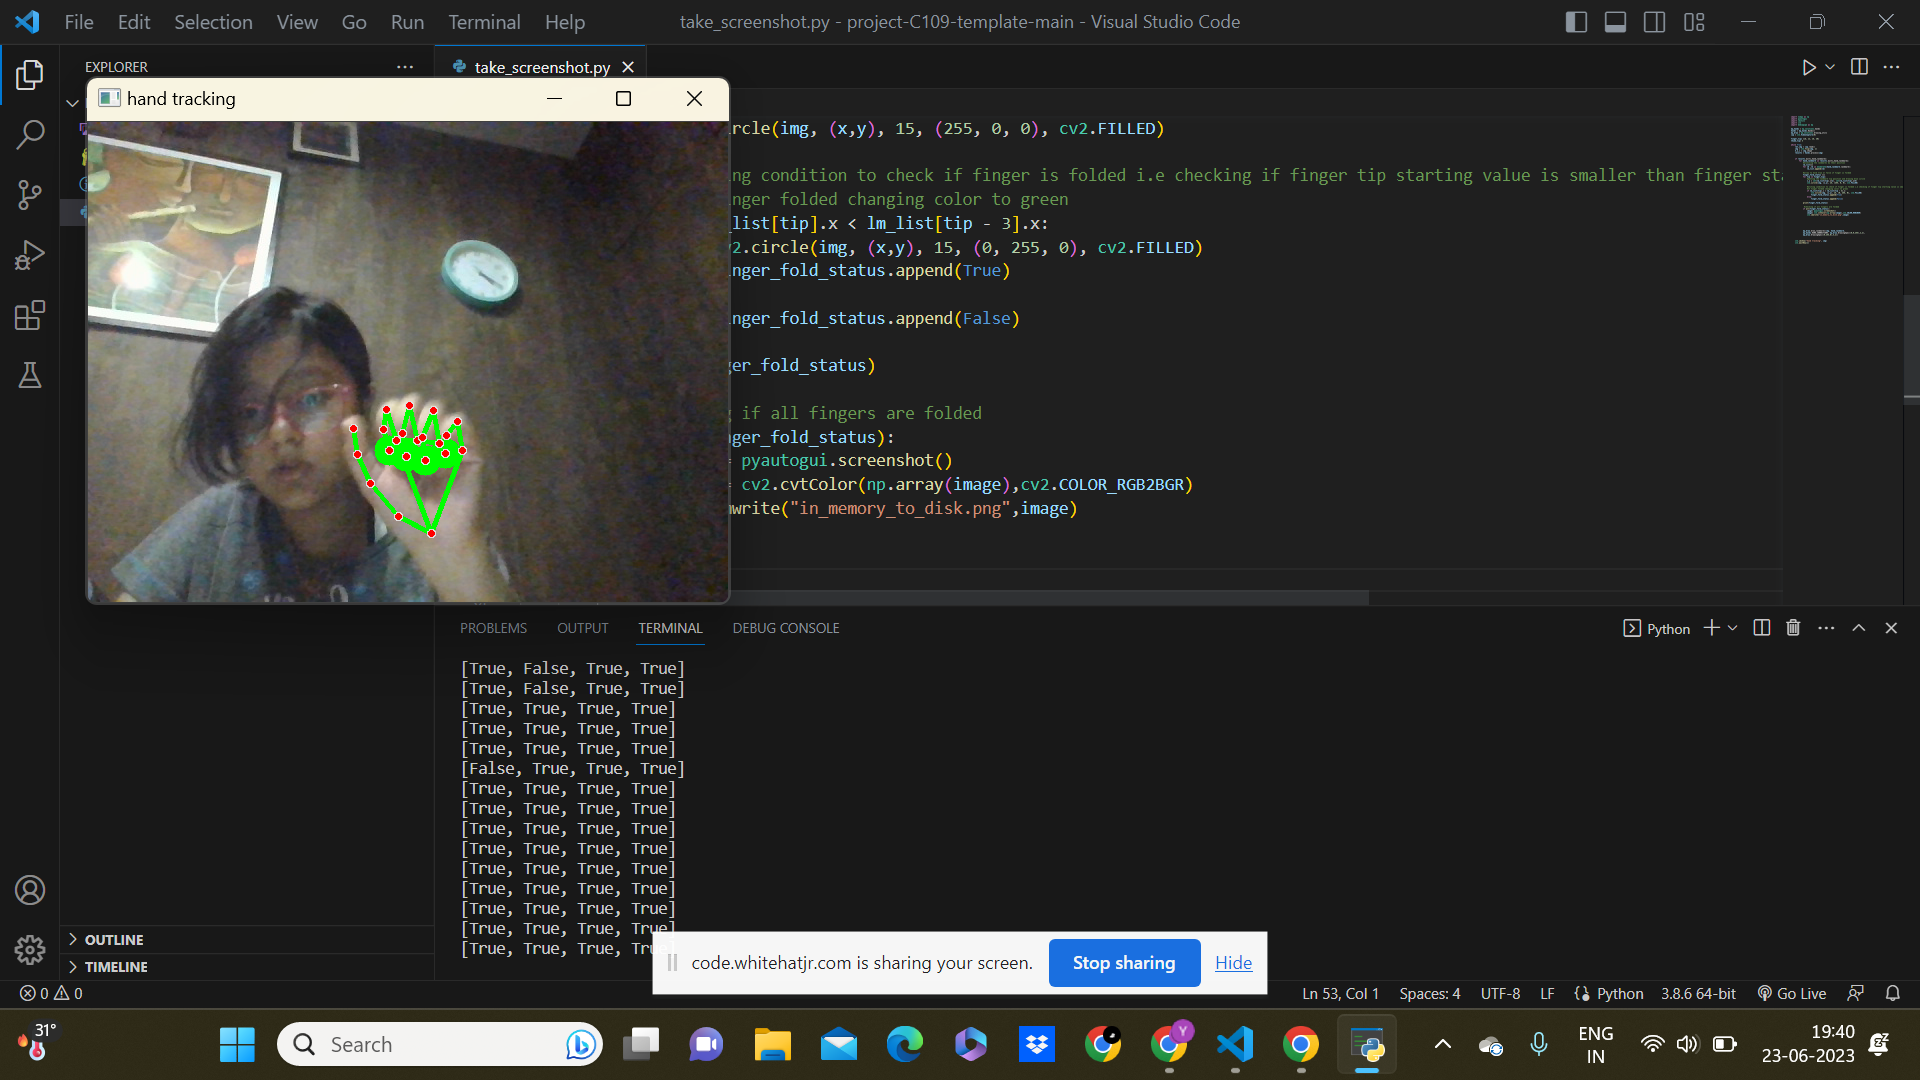 File Edit Selection View Go Run Terminal Help
take_screenshot.py - project-C109-template-main - Visual Studio Code
EXPLORER
take_screenshot.py
hand tracking
rcle(img, (x,y), 15, (255, 0, 0), cv2.FILLED)
ng condition to check if finger is folded i.e checking if finger tip starting value is smaller than finger sta
nger folded changing color to green
_list[tip].x < lm_list[tip - 3].x:
v2.circle(img, (x,y), 15, (0, 255, 0), cv2.FILLED)
nger_fold_status.append(True)
nger_fold_status.append(False)
ger_fold_status)
g if all fingers are folded
nger_fold_status):
= pyautogui.screenshot()
= cv2.cvtColor(np.array(image),cv2.COLOR_RGB2BGR)
mwrite("in_memory_to_disk.png",image)
PROBLEMS OUTPUT TERMINAL DEBUG CONSOLE
Python
[True, False, True, True]
[True, False, True, True]
[True, True, True, True]
[True, True, True, True]
[True, True, True, True]
[False, True, True, True]
[True, True, True, True]
[True, True, True, True]
[True, True, True, True]
[True, True, True, True]
[True, True, True, True]
[True, True, True, True]
[True, True, True, True]
[True, True, True, True]
[True, True, True, Tru
OUTLINE
TIMELINE
code.whitehatjr.com is sharing your screen. Stop sharing Hide
0 0
Ln 53, Col 1 Spaces: 4 UTF-8 LF Python 3.8.6 64-bit Go Live
31°
Search
Y
ENG
IN
19:40
23-06-2023